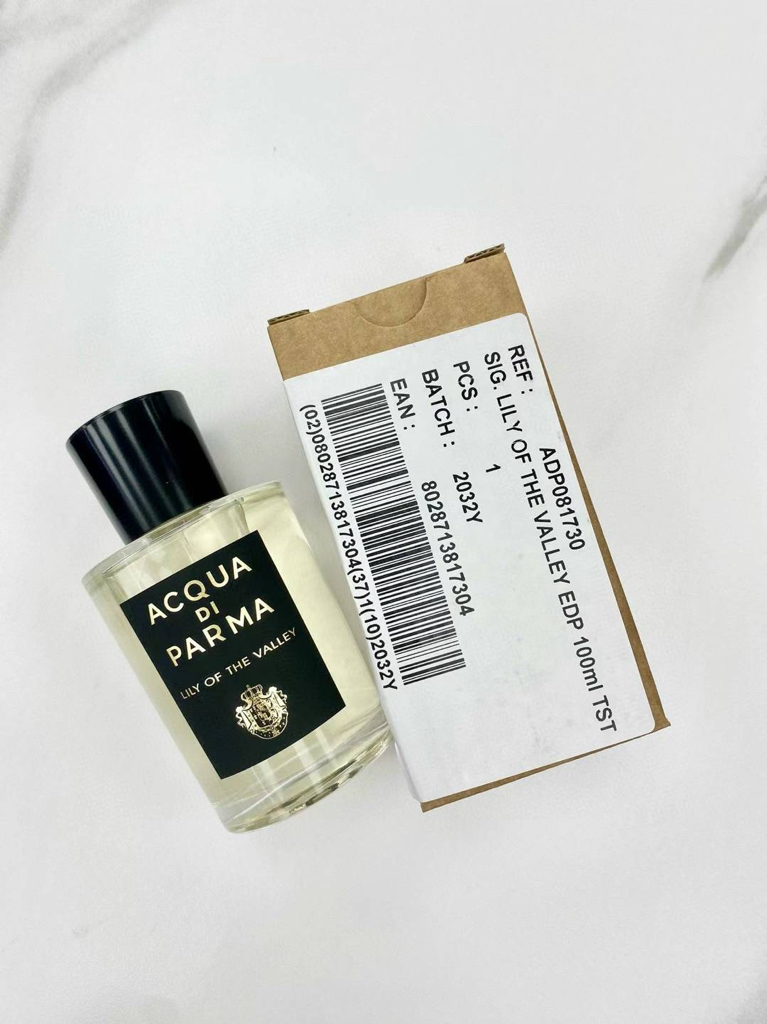 ACQUA
DI
PARMA
LILY OF THE VALLEY
REF : ADP081730
SIG. LILY OF THE VALLEY EDP 100ml TST
PCS : 1
BATCH : 2032Y
EAN : 8028713817304
(02)08028713817304(37)1(10)2032Y